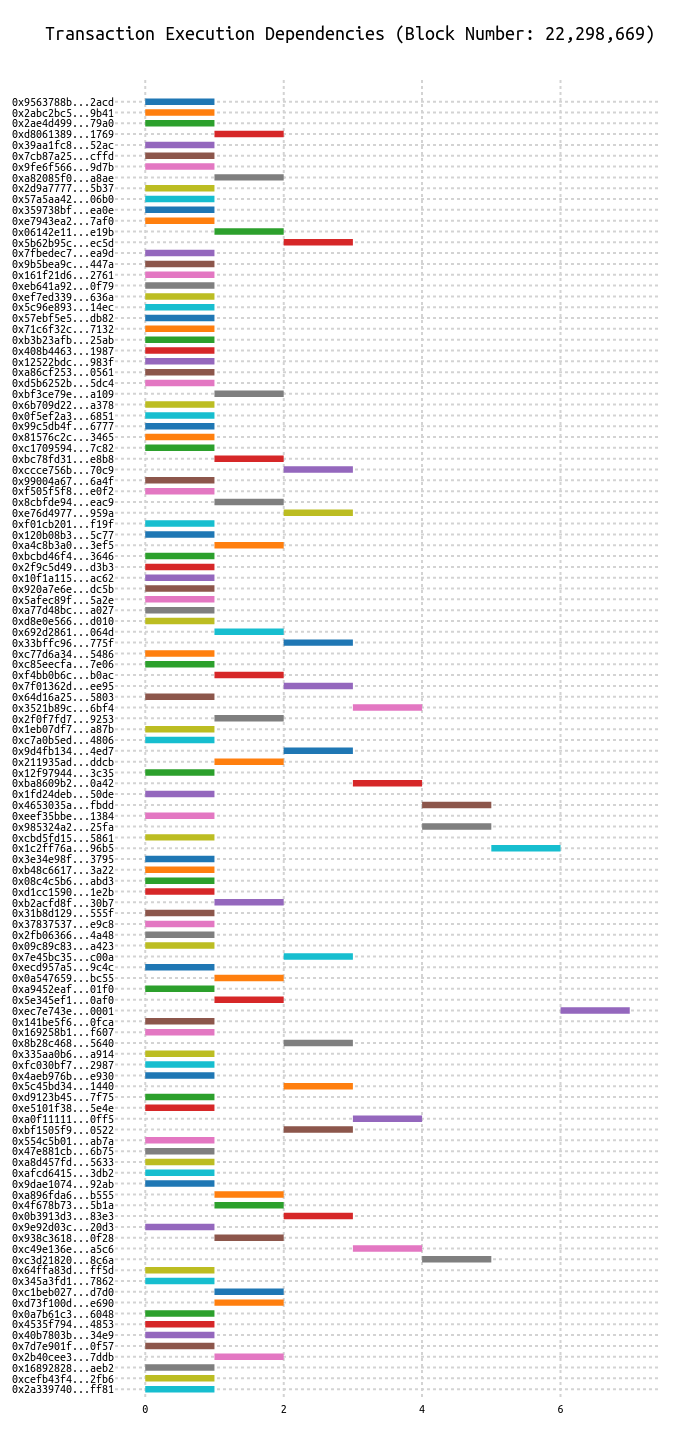 Transaction Execution Dependencies (Block Number: 22,298,669)
0x9563788b...2acd
0x2abc2bc5...9b41
0x2ae4d499...79a0
0xd8061389...1769
0x39aa1fc8...52ac
0x7cb87a25...cffd
0x9fe6f566...9d7b
0xa82085f0...a8ae
0x2d9a7777...5b37
0x57a5aa42...06b0
0x359738bf...ea0e
0xe7943ea2...7af0
0x06142e11...e19b
0x5b62b95c...ec5d
0x7fbedec7...ea9d
0x9b5bea9c...447a
0x161f21d6...2761
0xeb641a92...0f79
0xef7ed339...636a
0x5c96e893...14ec
0x57ebf5e5...db82
0x71c6f32c...7132
0xb3b23afb...25ab
0x408b4463...1987
0x12522bdc...983f
0xa86cf253...0561
0xd5b6252b...5dc4
0xbf3ce79e...a109
0x6b709d22...a378
0x0f5ef2a3...6851
0x99c5db4f...6777
0x81576c2c...3465
0xc1709594...7c82
0xbc78fd31...e8b8
0xccce756b...70c9
0x99004a67...6a4f
0xf505f5f8...e0f2
0x8cbfde94...eac9
0xe76d4977...959a
0xf01cb201...f19f
0x120b08b3...5c77
0xa4c8b3a0...3ef5
0xbcbd46f4...3646
0x2f9c5d49...d3b3
0x10f1a115...ac62
0x920a7e6e...dc5b
0x5afec89f...5a2e
0xa77d48bc...a027
0xd8e0e566...d010
0x692d2861...064d
0x33bffc96...775f
0xc77d6a34...5486
0xc85eecfa...7e06
0xf4bb0b6c...b0ac
0x7f01362d...ee95
0x64d16a25...5803
0x3521b89c...6bf4
0x2f0f7fd7...9253
0x1eb07df7...a87b
0xc7a0b5ed...4806
0x9d4fb134...4ed7
0x211935ad...ddcb
0x12f97944...3c35
0xba8609b2...0a42
0x1fd24deb...50de
0x4653035a...fbdd
0xeef35bbe...1384
0x985324a2...25fa
0xcbd5fd15...5861
0x1c2ff76a...96b5
0x3e34e98f...3795
0xb48c6617...3a22
0x08c4c5b6...abd3
0xd1cc1590...1e2b
0xb2acfd8f...30b7
0x31b8d129...555f
0x37837537...e9c8
0x2fb06366...4a48
0x09c89c83...a423
0x7e45bc35...c00a
0xecd957a5...9c4c
0x0a547659...bc55
0xa9452eaf...01f0
0x5e345ef1...0af0
0xec7e743e...0001
0x141be5f6...0fca
0x169258b1...f607
0x8b28c468...5640
0x335aa0b6...a914
0xfc030bf7...2987
0x4aeb976b...e930
0x5c45bd34...1440
0xd9123b45...7f75
0xe5101f38...5e4e
0xa0f11111...0ff5
0xbf1505f9...0522
0x554c5b01...ab7a
0x47e881cb...6b75
0xa8d457fd...5633
0xafcd6415...3db2
0x9dae1074...92ab
0xa896fda6...b555
0x4f678b73...5b1a
0x0b3913d3...83e3
0x9e92d03c...20d3
0x938c3618...0f28
0xc49e136e...a5c6
0xc3d21820...8c6a
0x64ffa83d...ff5d
0x345a3fd1...7862
0xc1beb027...d7d0
0xd73f100d...e690
0x0a7b61c3...6048
0x4535f794...4853
0x40b7803b...34e9
0x7d7e901f...0f57
0x2b40cee3...7ddb
0x16892828...aeb2
0xcefb43f4...2fb6
0x2a339740...ff81
0 2 4 6